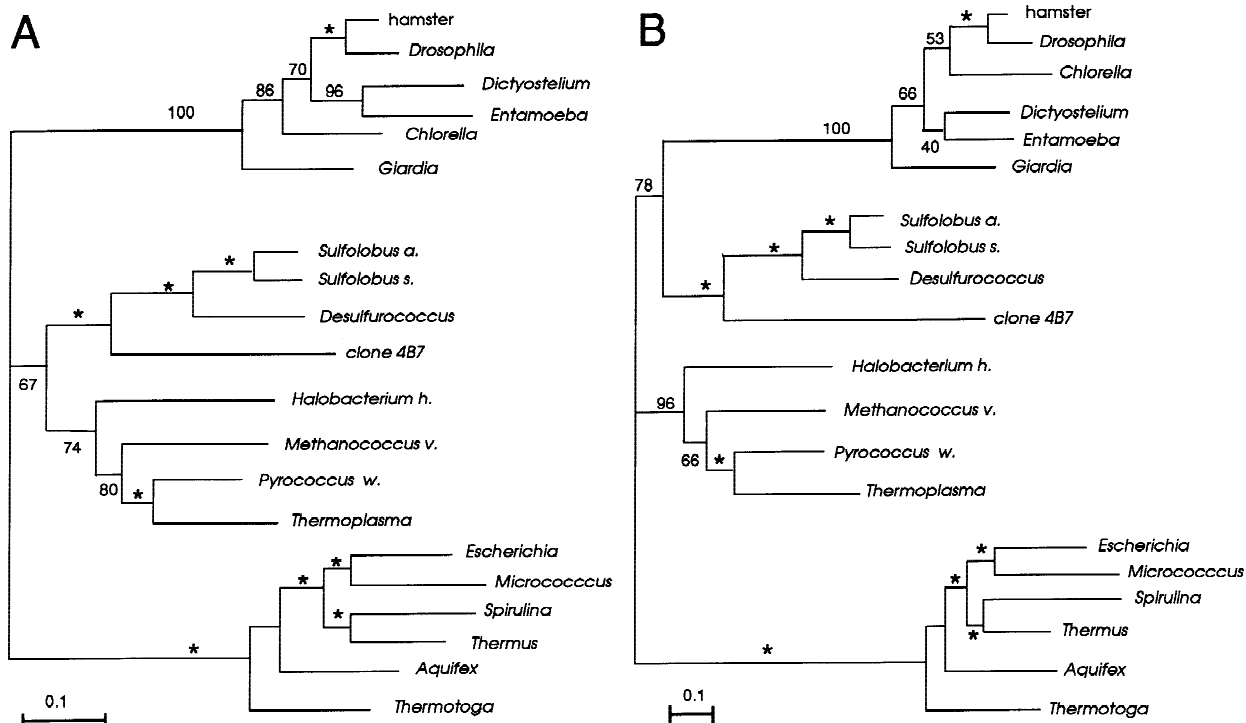 A
hamster
*
Drosophila
70
Dictyostelium
86
96
Entamoeba
100
Chlorella
Giardia
Sulfolobus a.
*
Sulfolobus s.
*
Desulfurococcus
*
clone 4B7
67
Halobacterium h.
74
Methanococcus v.
80
Pyrococcus w.
*
Thermoplasma
Escherichia
*
*
Micrococccus
Spirulina
*
Thermus
*
Aquifex
Thermotoga
0.1
B
hamster
*
Drosophila
53
Chlorella
66
Dictyostelium
100
Entamoeba
40
Giardia
78
Sulfolobus a.
*
Sulfolobus s.
*
Desulfurococcus
*
clone 4B7
Halobacterium h.
96
Methanococcus v.
Pyrococcus w.
66
*
Thermoplasma
Escherichia
*
*
Micrococccus
Spirulina
*
Thermus
*
Aquifex
Thermotoga
0.1